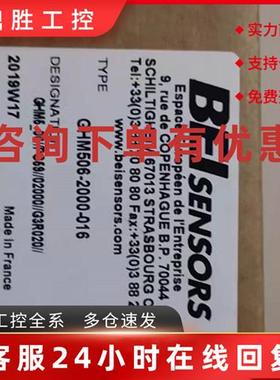 昌胜工控
实力
支持
免
咨询下单有优惠
BEI SENSORS
Espace Européen de l'Entreprise
9, rue de COPENHAGUE B.P. 70044
SCHILTIGHEIM 67013 STRASBOURG C
Tel:+33(0)3 20 80 80 Fax:+33(0)3 88 2
www.beisensors.com
TYPE
GHM506-2000-016
DESIGNATION
//02000//G3R020//
2019W17
Made in France
工控全系 多仓速发
客服24小时在线回复